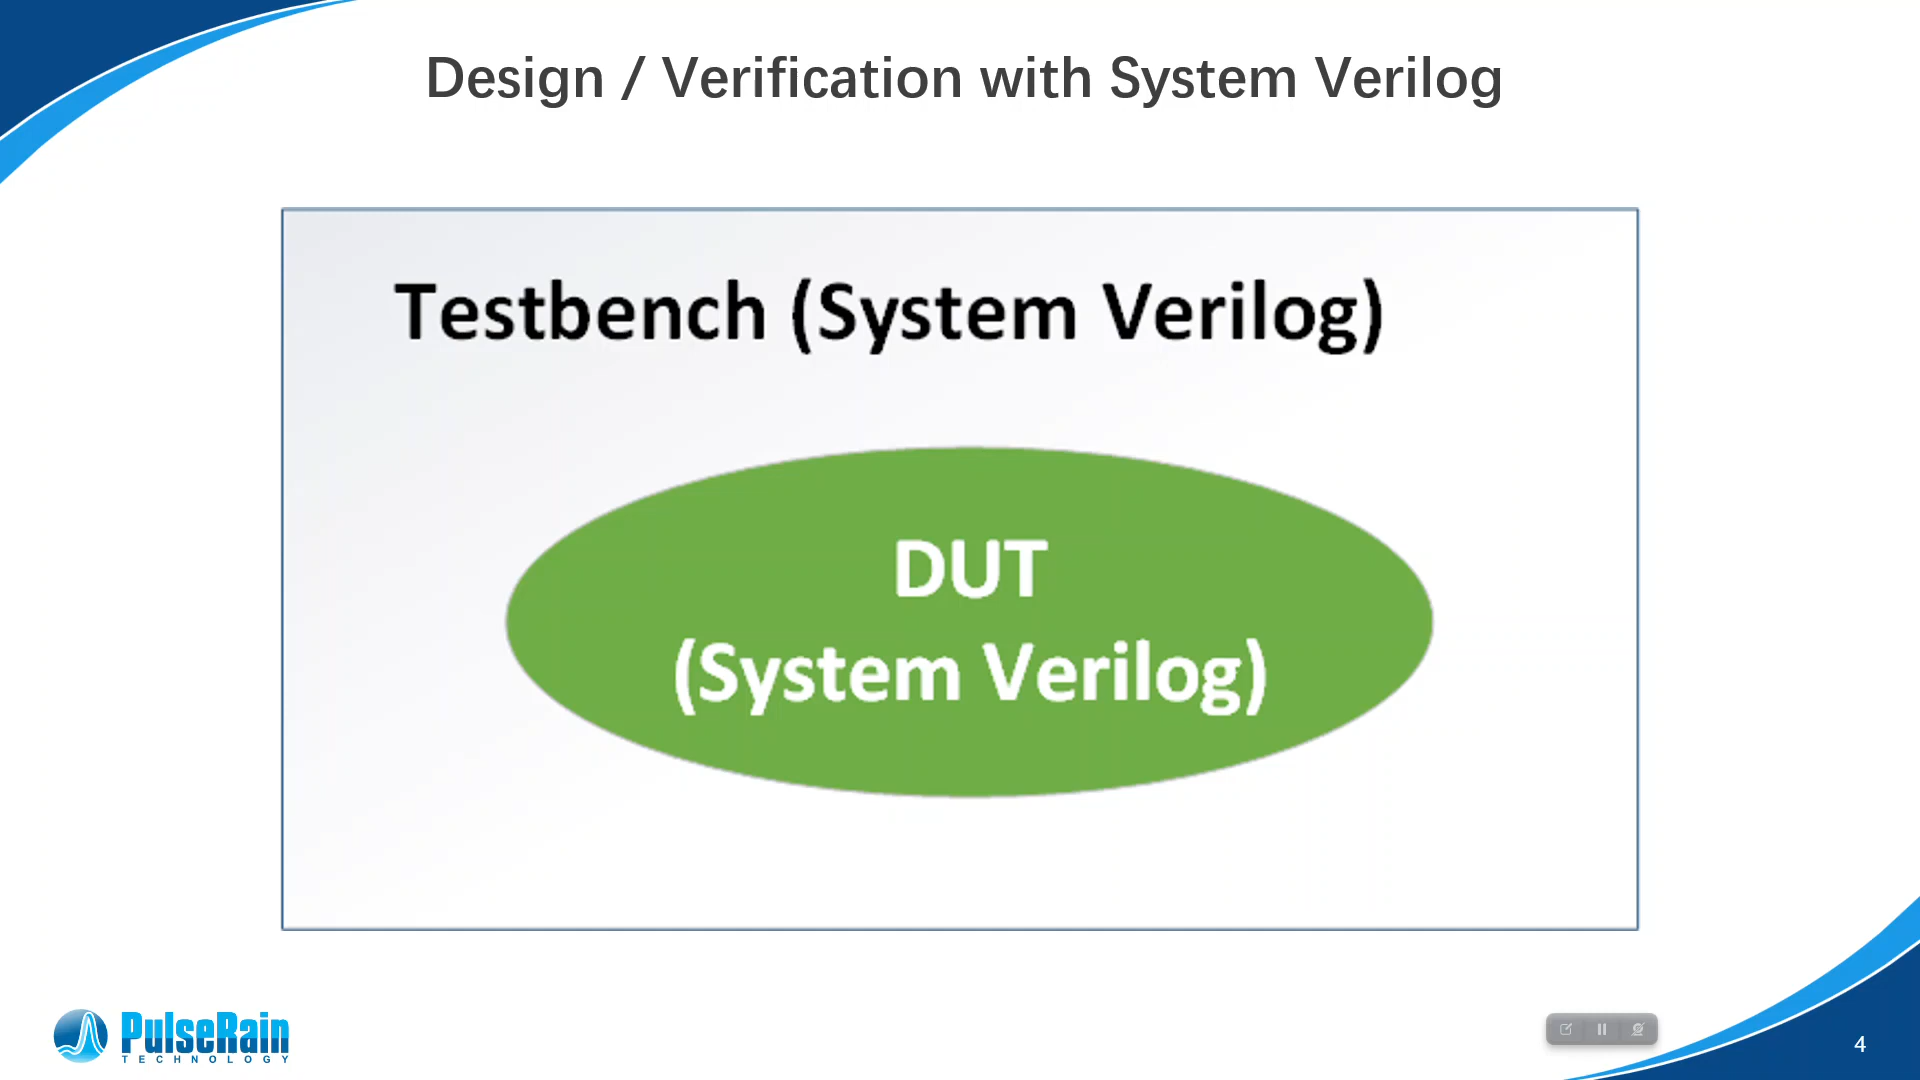 Design / Verification with System Verilog
Testbench (System Verilog)
DUT
(System Verilog)
PulseRain
TECHNOLOGY
4